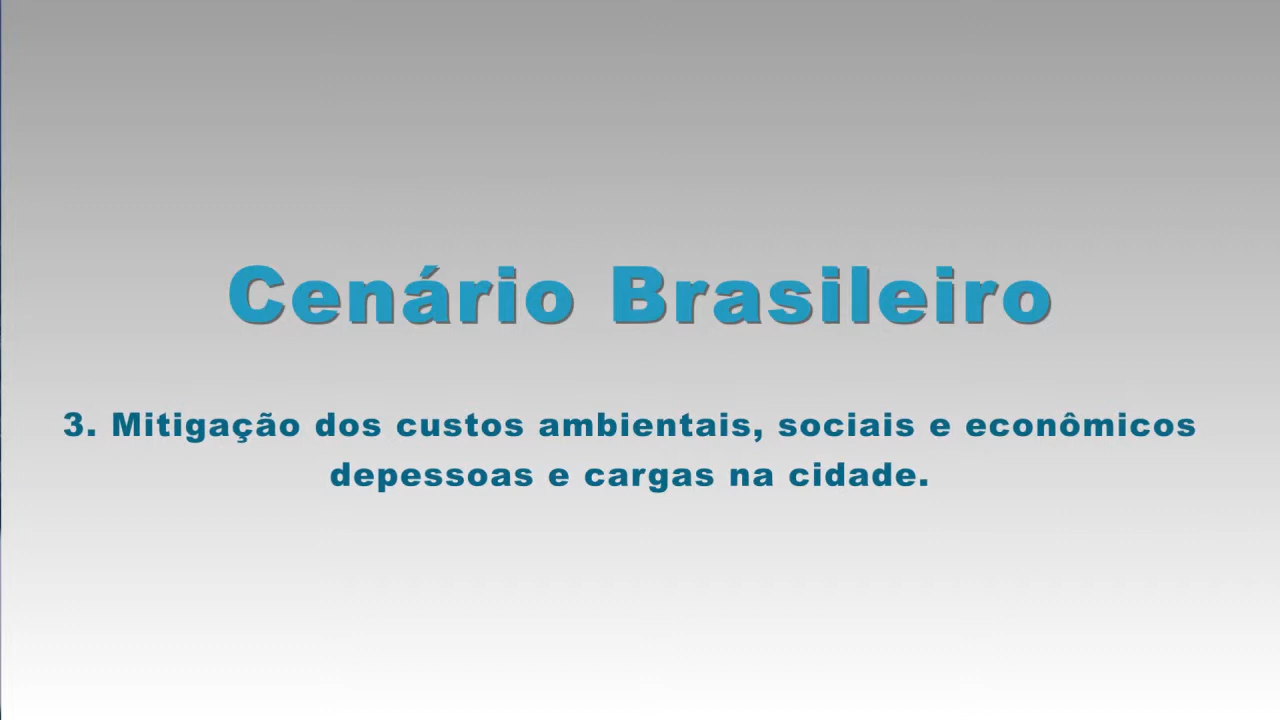 Cenário Brasileiro
3. Mitigação dos custos ambientais, sociais e econômicos
depessoas e cargas na cidade.